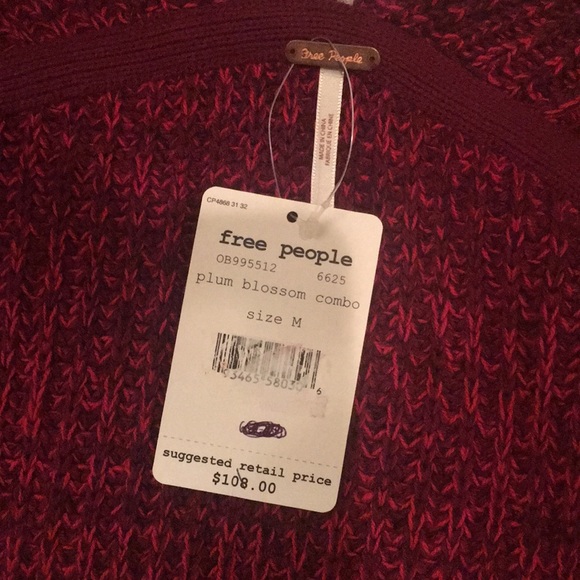 Free People
MADE IN CHINA
FABRIQUÉ EN CHINE
CP4868 31 32
free people
OB995512 6625
plum blossom combo
size M
suggested retail price
$108.00